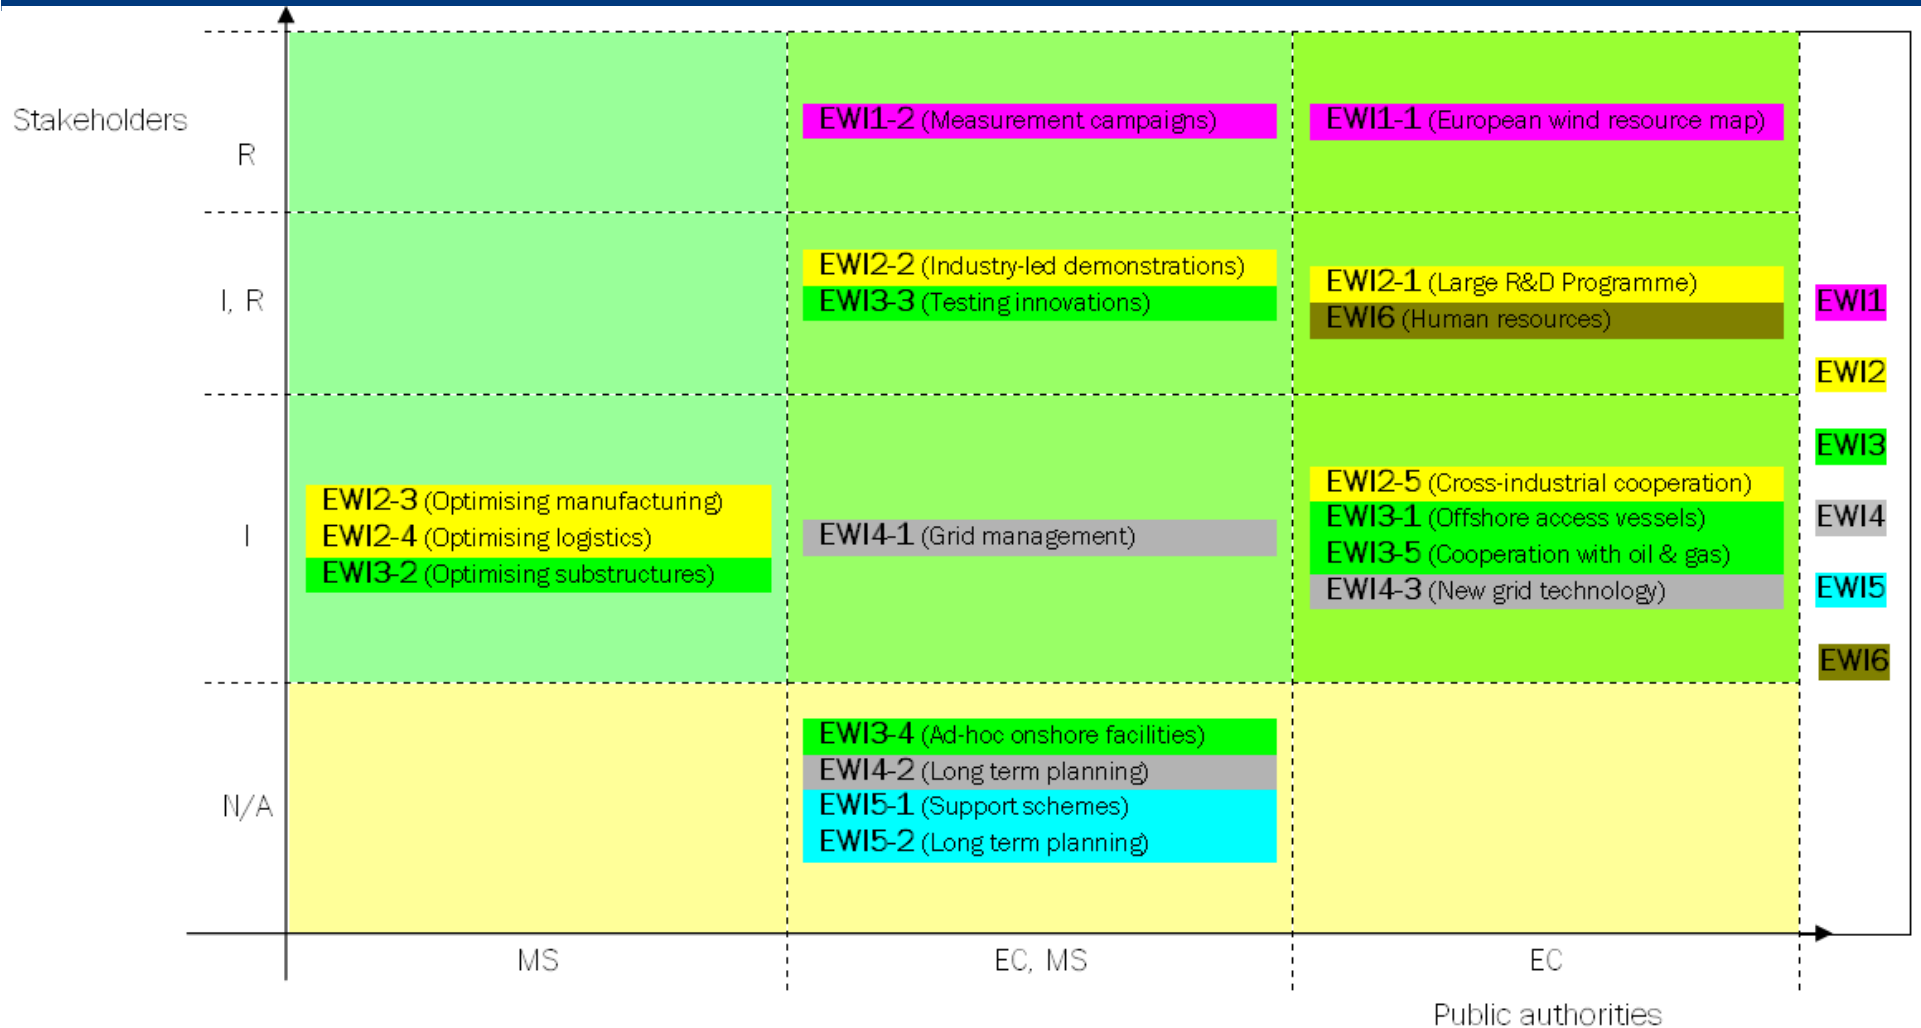 Stakeholders
R
EWI1-2 (Measurement campaigns)
EWI1-1 (European wind resource map)
I, R
EWI2-2 (Industry-led demonstrations)
EWI3-3 (Testing innovations)
EWI2-1 (Large R&D Programme)
EWI6 (Human resources)
I
EWI2-3 (Optimising manufacturing)
EWI2-4 (Optimising logistics)
EWI3-2 (Optimising substructures)
EWI4-1 (Grid management)
EWI2-5 (Cross-industrial cooperation)
EWI3-1 (Offshore access vessels)
EWI3-5 (Cooperation with oil & gas)
EWI4-3 (New grid technology)
N/A
EWI3-4 (Ad-hoc onshore facilities)
EWI4-2 (Long term planning)
EWI5-1 (Support schemes)
EWI5-2 (Long term planning)
MS
EC, MS
EC
Public authorities
EWI1
EWI2
EWI3
EWI4
EWI5
EWI6